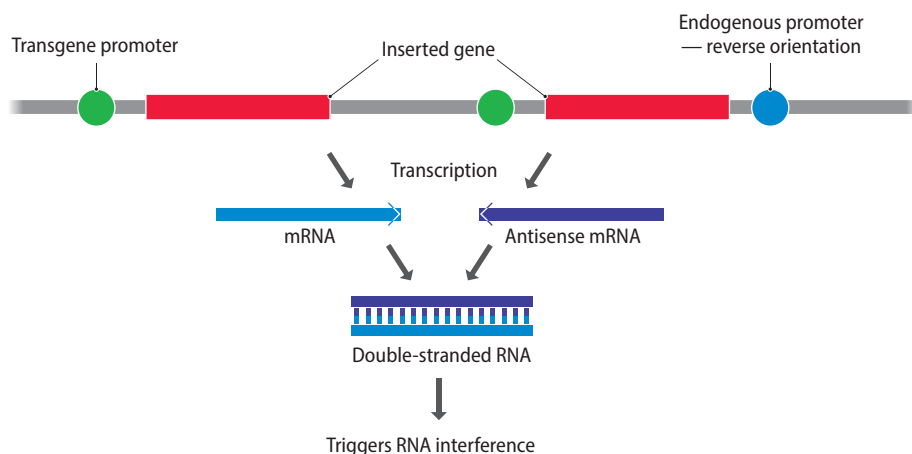 Transgene promoter
Inserted gene
Endogenous promoter
— reverse orientation
Transcription
mRNA
Antisense mRNA
Double-stranded RNA
Triggers RNA interference